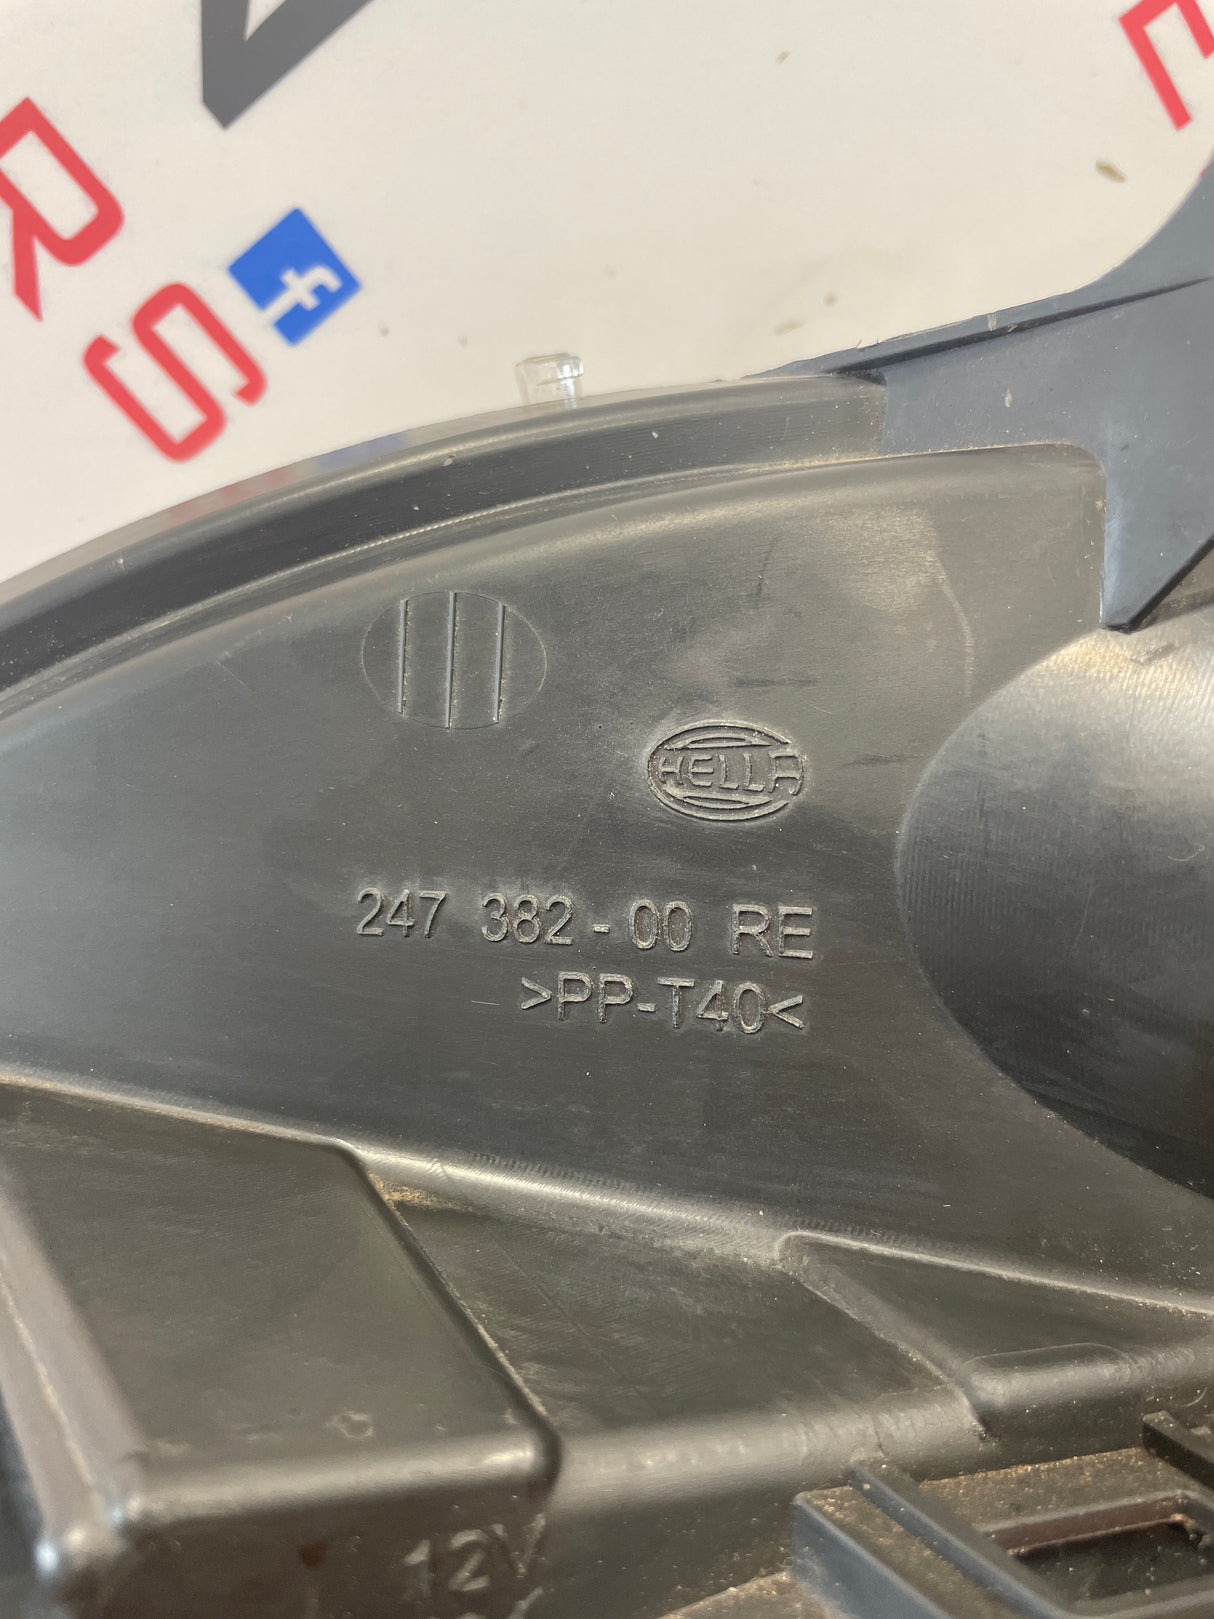 R
S
f
HELLA
247 382-00 RE
>PP-T40<
12V